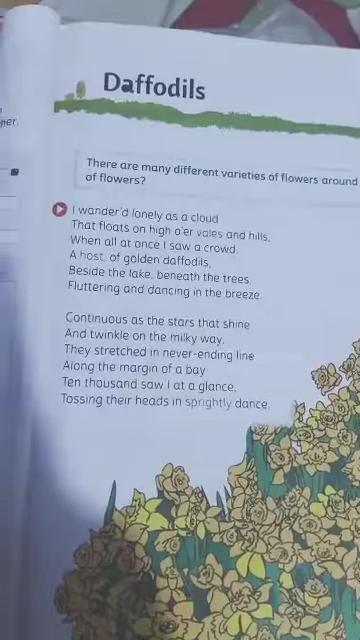 Daffodils
ner.
There are many different varieties of flowers around
of flowers?
I wander'd lonely as a cloud
That floats on high o'er vales and hills,
When all at once I saw a crowd,
A host, of golden daffodils,
Beside the lake, beneath the trees
Fluttering and dancing in the breeze.
Continuous as the stars that shine
And twinkle on the milky way,
They stretched in never-ending line
Along the margin of a bay
Ten thousand saw I at a glance,
Tossing their heads in sprightly dance.